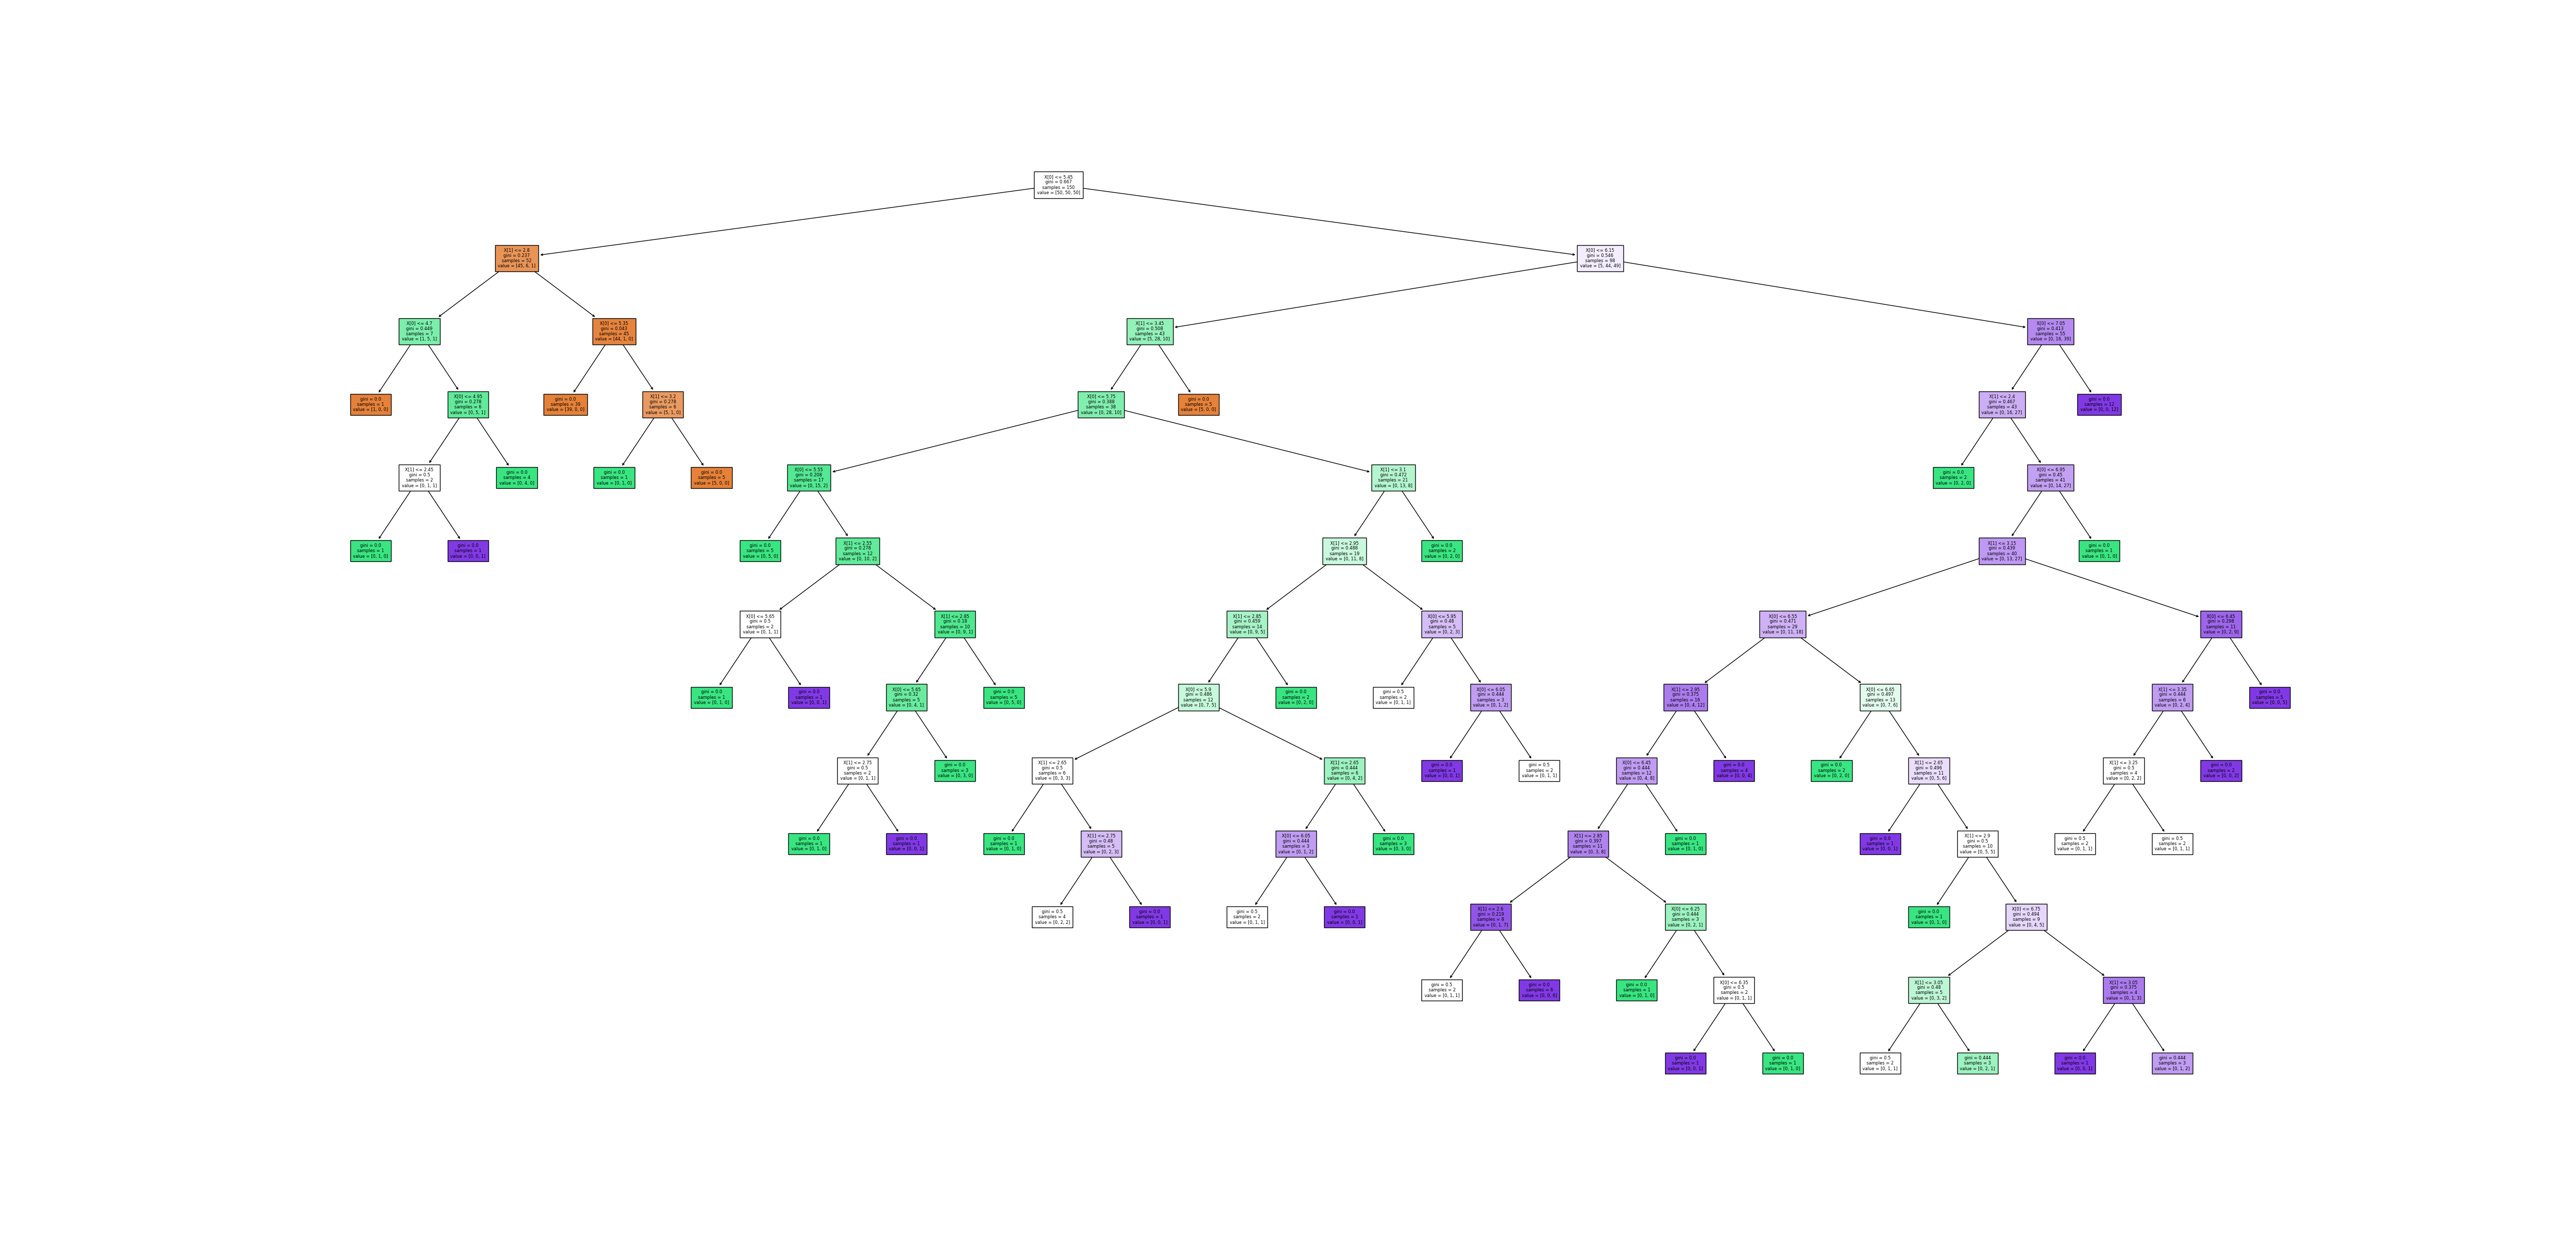 X[0] <= 5.45
gini = 0.667
samples = 150
value = [50, 50, 50]
X[1] <= 2.8
gini = 0.237
samples = 52
value = [45, 6, 1]
X[0] <= 6.15
gini = 0.546
samples = 98
value = [5, 44, 49]
X[0] <= 4.7
gini = 0.449
samples = 7
value = [1, 5, 1]
X[0] <= 5.35
gini = 0.043
samples = 45
value = [44, 1, 0]
X[1] <= 3.45
gini = 0.508
samples = 43
value = [5, 28, 10]
X[0] <= 7.05
gini = 0.413
samples = 55
value = [0, 16, 39]
gini = 0.0
samples = 1
value = [1, 0, 0]
X[0] <= 4.95
gini = 0.278
samples = 6
value = [0, 5, 1]
gini = 0.0
samples = 39
value = [39, 0, 0]
X[1] <= 3.2
gini = 0.278
samples = 6
value = [5, 1, 0]
X[0] <= 5.75
gini = 0.388
samples = 38
value = [0, 28, 10]
gini = 0.0
samples = 5
value = [5, 0, 0]
X[1] <= 2.4
gini = 0.467
samples = 43
value = [0, 16, 27]
gini = 0.0
samples = 12
value = [0, 0, 12]
X[1] <= 2.45
gini = 0.5
samples = 2
value = [0, 1, 1]
gini = 0.0
samples = 4
value = [0, 4, 0]
gini = 0.0
samples = 1
value = [0, 1, 0]
gini = 0.0
samples = 5
value = [5, 0, 0]
X[0] <= 5.55
gini = 0.208
samples = 17
value = [0, 15, 2]
X[1] <= 3.1
gini = 0.472
samples = 21
value = [0, 13, 8]
gini = 0.0
samples = 2
value = [0, 2, 0]
X[0] <= 6.95
gini = 0.45
samples = 41
value = [0, 14, 27]
gini = 0.0
samples = 1
value = [0, 1, 0]
gini = 0.0
samples = 1
value = [0, 0, 1]
gini = 0.0
samples = 5
value = [0, 5, 0]
X[1] <= 2.55
gini = 0.278
samples = 12
value = [0, 10, 2]
X[1] <= 2.95
gini = 0.488
samples = 19
value = [0, 11, 8]
gini = 0.0
samples = 2
value = [0, 2, 0]
X[1] <= 3.15
gini = 0.439
samples = 40
value = [0, 13, 27]
gini = 0.0
samples = 1
value = [0, 1, 0]
X[0] <= 5.65
gini = 0.5
samples = 2
value = [0, 1, 1]
X[1] <= 2.85
gini = 0.18
samples = 10
value = [0, 9, 1]
X[1] <= 2.85
gini = 0.459
samples = 14
value = [0, 9, 5]
X[0] <= 5.95
gini = 0.48
samples = 5
value = [0, 2, 3]
X[0] <= 6.55
gini = 0.471
samples = 29
value = [0, 11, 18]
X[0] <= 6.45
gini = 0.298
samples = 11
value = [0, 2, 9]
gini = 0.0
samples = 1
value = [0, 1, 0]
gini = 0.0
samples = 1
value = [0, 0, 1]
X[0] <= 5.65
gini = 0.32
samples = 5
value = [0, 4, 1]
gini = 0.0
samples = 5
value = [0, 5, 0]
X[0] <= 5.9
gini = 0.486
samples = 12
value = [0, 7, 5]
gini = 0.0
samples = 2
value = [0, 2, 0]
gini = 0.5
samples = 2
value = [0, 1, 1]
X[0] <= 6.05
gini = 0.444
samples = 3
value = [0, 1, 2]
X[1] <= 2.95
gini = 0.375
samples = 16
value = [0, 4, 12]
X[0] <= 6.65
gini = 0.497
samples = 13
value = [0, 7, 6]
X[1] <= 3.35
gini = 0.444
samples = 6
value = [0, 2, 4]
gini = 0.0
samples = 5
value = [0, 0, 5]
X[1] <= 2.75
gini = 0.5
samples = 2
value = [0, 1, 1]
gini = 0.0
samples = 3
value = [0, 3, 0]
X[1] <= 2.65
gini = 0.5
samples = 6
value = [0, 3, 3]
X[1] <= 2.65
gini = 0.444
samples = 6
value = [0, 4, 2]
gini = 0.0
samples = 1
value = [0, 0, 1]
gini = 0.5
samples = 2
value = [0, 1, 1]
X[0] <= 6.45
gini = 0.444
samples = 12
value = [0, 4, 8]
gini = 0.0
samples = 4
value = [0, 0, 4]
gini = 0.0
samples = 2
value = [0, 2, 0]
X[1] <= 2.65
gini = 0.496
samples = 11
value = [0, 5, 6]
X[1] <= 3.25
gini = 0.5
samples = 4
value = [0, 2, 2]
gini = 0.0
samples = 2
value = [0, 0, 2]
gini = 0.0
samples = 1
value = [0, 1, 0]
gini = 0.0
samples = 1
value = [0, 0, 1]
gini = 0.0
samples = 1
value = [0, 1, 0]
X[1] <= 2.75
gini = 0.48
samples = 5
value = [0, 2, 3]
X[0] <= 6.05
gini = 0.444
samples = 3
value = [0, 1, 2]
gini = 0.0
samples = 3
value = [0, 3, 0]
X[1] <= 2.85
gini = 0.397
samples = 11
value = [0, 3, 8]
gini = 0.0
samples = 1
value = [0, 1, 0]
gini = 0.0
samples = 1
value = [0, 0, 1]
X[1] <= 2.9
gini = 0.5
samples = 10
value = [0, 5, 5]
gini = 0.5
samples = 2
value = [0, 1, 1]
gini = 0.5
samples = 2
value = [0, 1, 1]
gini = 0.5
samples = 4
value = [0, 2, 2]
gini = 0.0
samples = 1
value = [0, 0, 1]
gini = 0.5
samples = 2
value = [0, 1, 1]
gini = 0.0
samples = 1
value = [0, 0, 1]
X[1] <= 2.6
gini = 0.219
samples = 8
value = [0, 1, 7]
X[0] <= 6.25
gini = 0.444
samples = 3
value = [0, 2, 1]
gini = 0.0
samples = 1
value = [0, 1, 0]
X[0] <= 6.75
gini = 0.494
samples = 9
value = [0, 4, 5]
gini = 0.5
samples = 2
value = [0, 1, 1]
gini = 0.0
samples = 6
value = [0, 0, 6]
gini = 0.0
samples = 1
value = [0, 1, 0]
X[0] <= 6.35
gini = 0.5
samples = 2
value = [0, 1, 1]
X[1] <= 3.05
gini = 0.48
samples = 5
value = [0, 3, 2]
X[1] <= 3.05
gini = 0.375
samples = 4
value = [0, 1, 3]
gini = 0.0
samples = 1
value = [0, 0, 1]
gini = 0.0
samples = 1
value = [0, 1, 0]
gini = 0.5
samples = 2
value = [0, 1, 1]
gini = 0.444
samples = 3
value = [0, 2, 1]
gini = 0.0
samples = 1
value = [0, 0, 1]
gini = 0.444
samples = 3
value = [0, 1, 2]